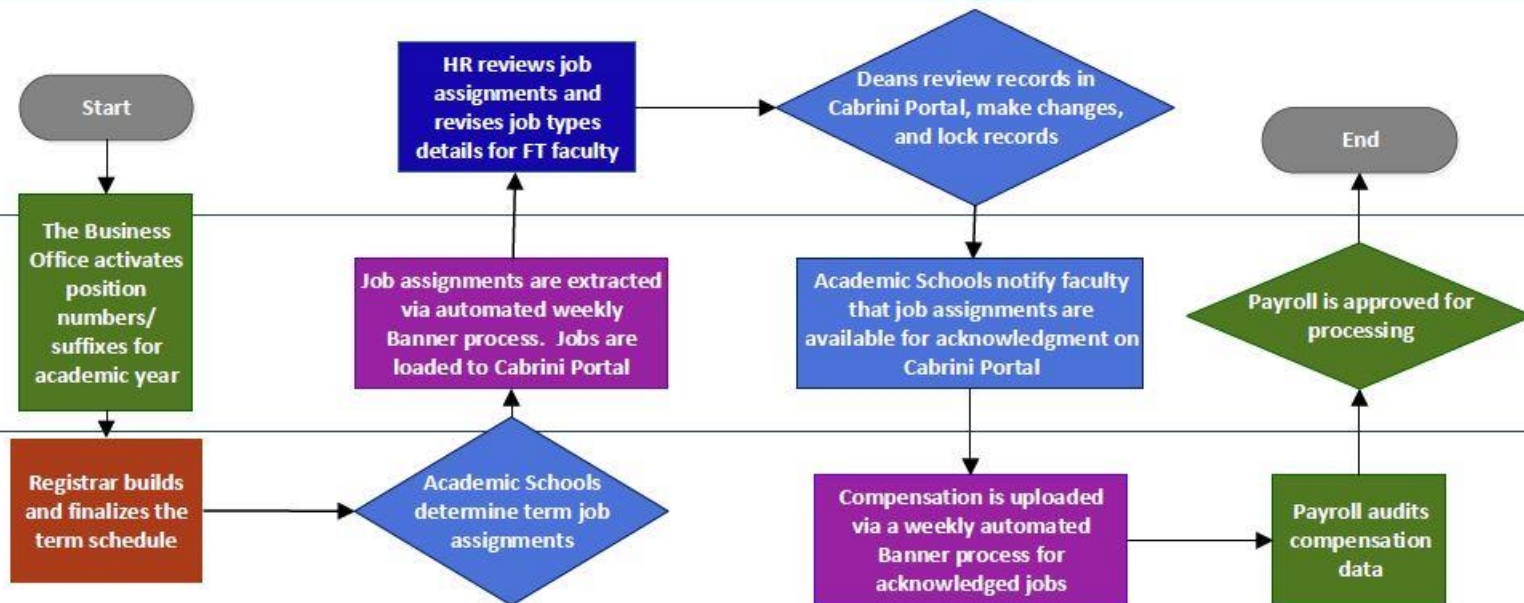 Start
The Business
Office activates
position
numbers/
suffixes for
academic year
Registrar builds
and finalizes the
term schedule
Academic Schools
determine term job
assignments
Job assignments are extracted
via automated weekly
Banner process.  Jobs are
loaded to Cabrini Portal
HR reviews job
assignments and
revises job types
details for FT faculty
Deans review records in
Cabrini Portal, make changes,
and lock records
Academic Schools notify faculty
that job assignments are
available for acknowledgment on
Cabrini Portal
Compensation is uploaded
via a weekly automated
Banner process for
acknowledged jobs
Payroll audits
compensation
data
Payroll is approved for
processing
End